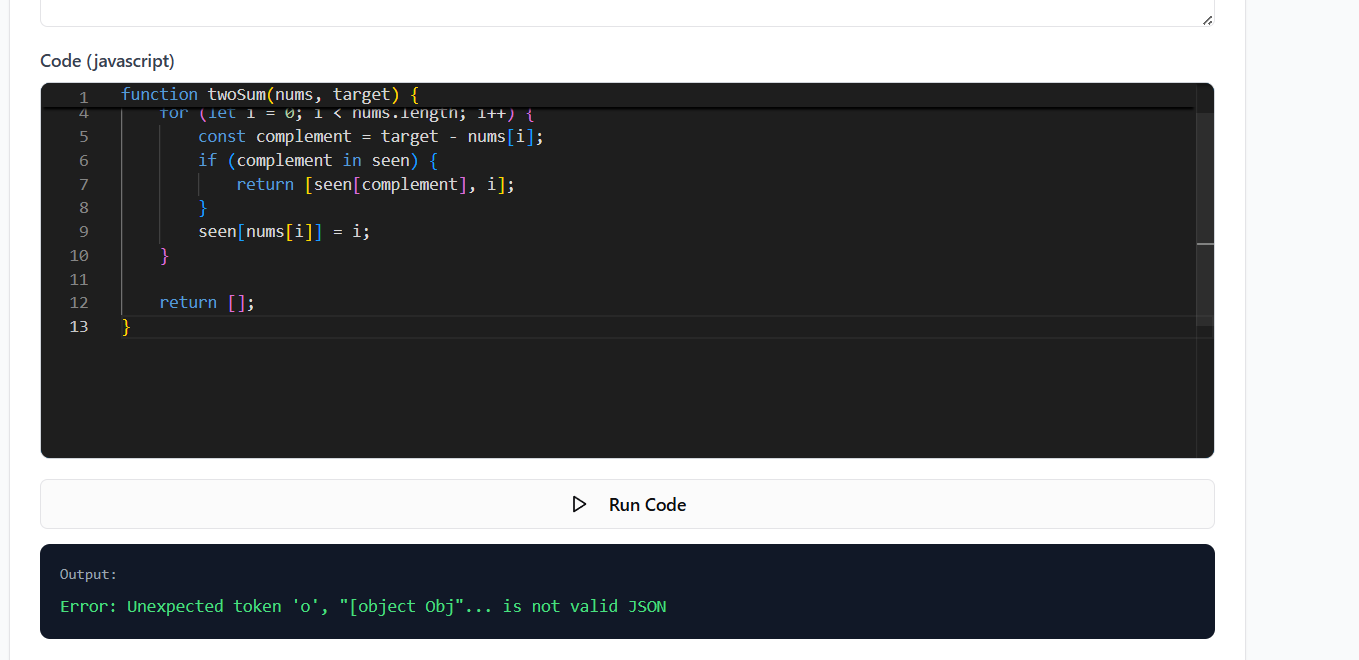 Code (javascript)
1 function twoSum(nums, target) {
4 for (let i = 0; i < nums.length; i++) {
5 const complement = target - nums[i];
6 if (complement in seen) {
7 return [seen[complement], i];
8 }
9 seen[nums[i]] = i;
10 }
11
12 return [];
13 }
Run Code
Output:
Error: Unexpected token 'o', "[object Obj"... is not valid JSON